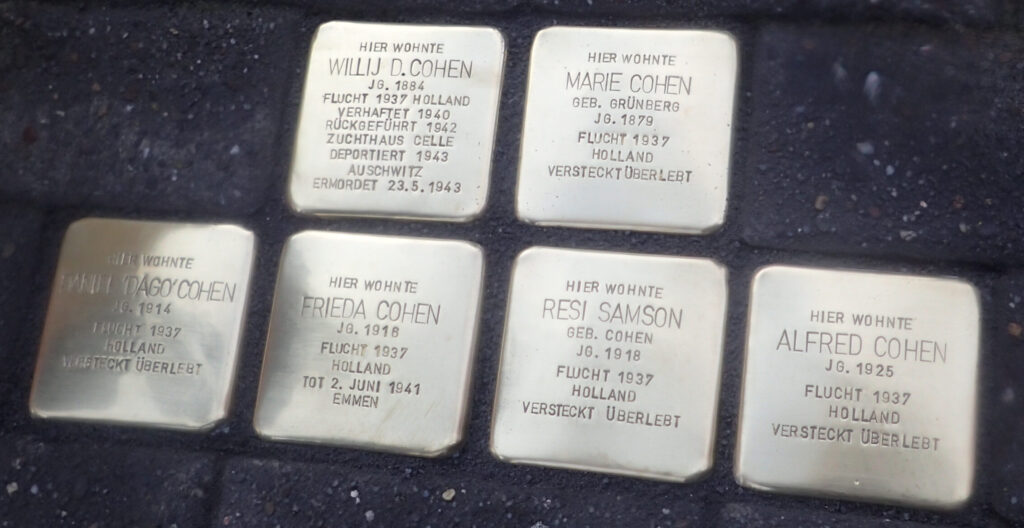 HIER WOHNTE
WILLIJ D. COHEN
JG. 1884
FLUCHT 1937 HOLLAND
VERHAFTET 1940
RÜCKGEFÜHRT 1942
ZUCHTHAUS CELLE
DEPORTIERT 1943
AUSCHWITZ
ERMORDET 23.5.1943
HIER WOHNTE
MARIE COHEN
GEB. GRÜNBERG
JG. 1879
FLUCHT 1937
HOLLAND
VERSTECKT ÜBERLEBT
HIER WOHNTE
DANIEL 'DAGO' COHEN
JG. 1914
FLUCHT 1937
HOLLAND
VERSTECKT ÜBERLEBT
HIER WOHNTE
FRIEDA COHEN
JG. 1916
FLUCHT 1937
HOLLAND
TOT 2. JUNI 1941
EMMEN
HIER WOHNTE
RESI SAMSON
GEB. COHEN
JG. 1918
FLUCHT 1937
HOLLAND
VERSTECKT ÜBERLEBT
HIER WOHNTE
ALFRED COHEN
JG. 1925
FLUCHT 1937
HOLLAND
VERSTECKT ÜBERLEBT